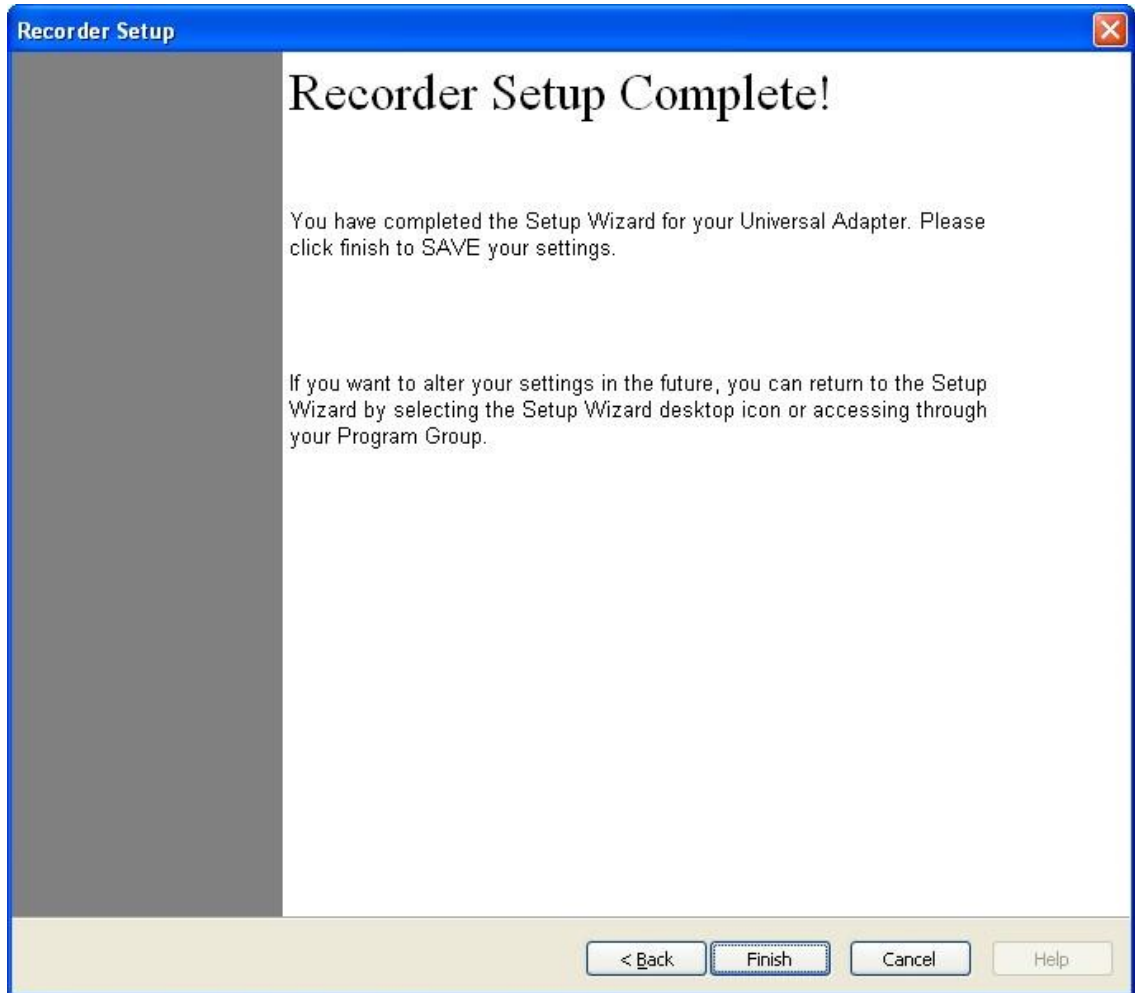 Recorder Setup
Recorder Setup Complete!
You have completed the Setup Wizard for your Universal Adapter. Please
click finish to SAVE your settings.
If you want to alter your settings in the future, you can return to the Setup
Wizard by selecting the Setup Wizard desktop icon or accessing through
your Program Group.
< Back Finish Cancel Help